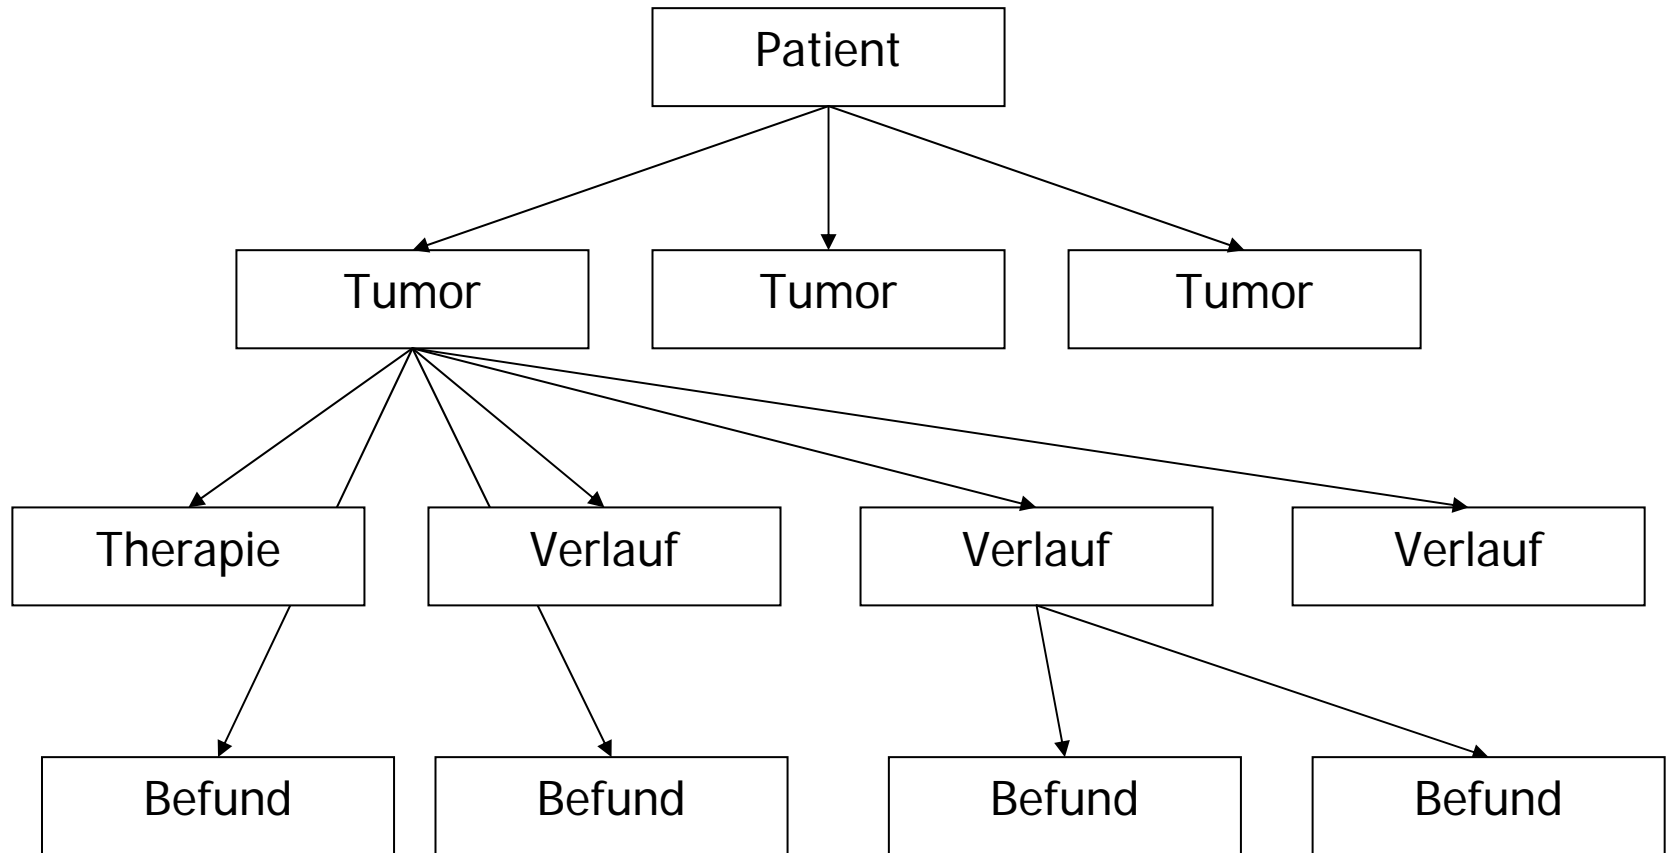 Patient
Tumor
Tumor
Tumor
Therapie
Verlauf
Verlauf
Verlauf
Befund
Befund
Befund
Befund